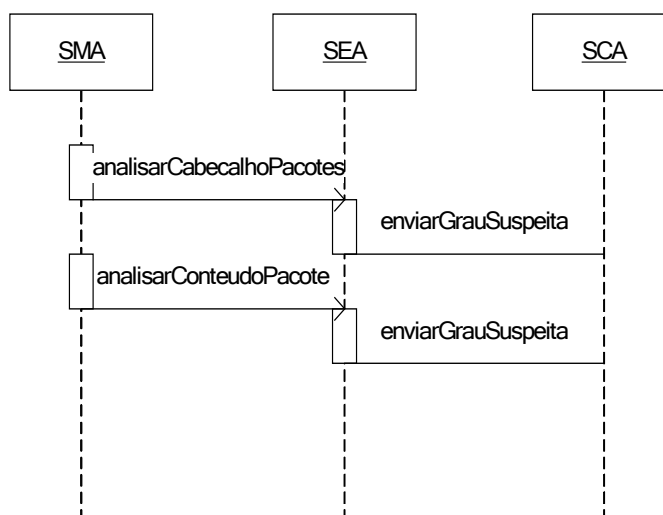 SMA
SEA
SCA
analisarCabecalhoPacotes
enviarGrauSuspeita
analisarConteudoPacote
enviarGrauSuspeita